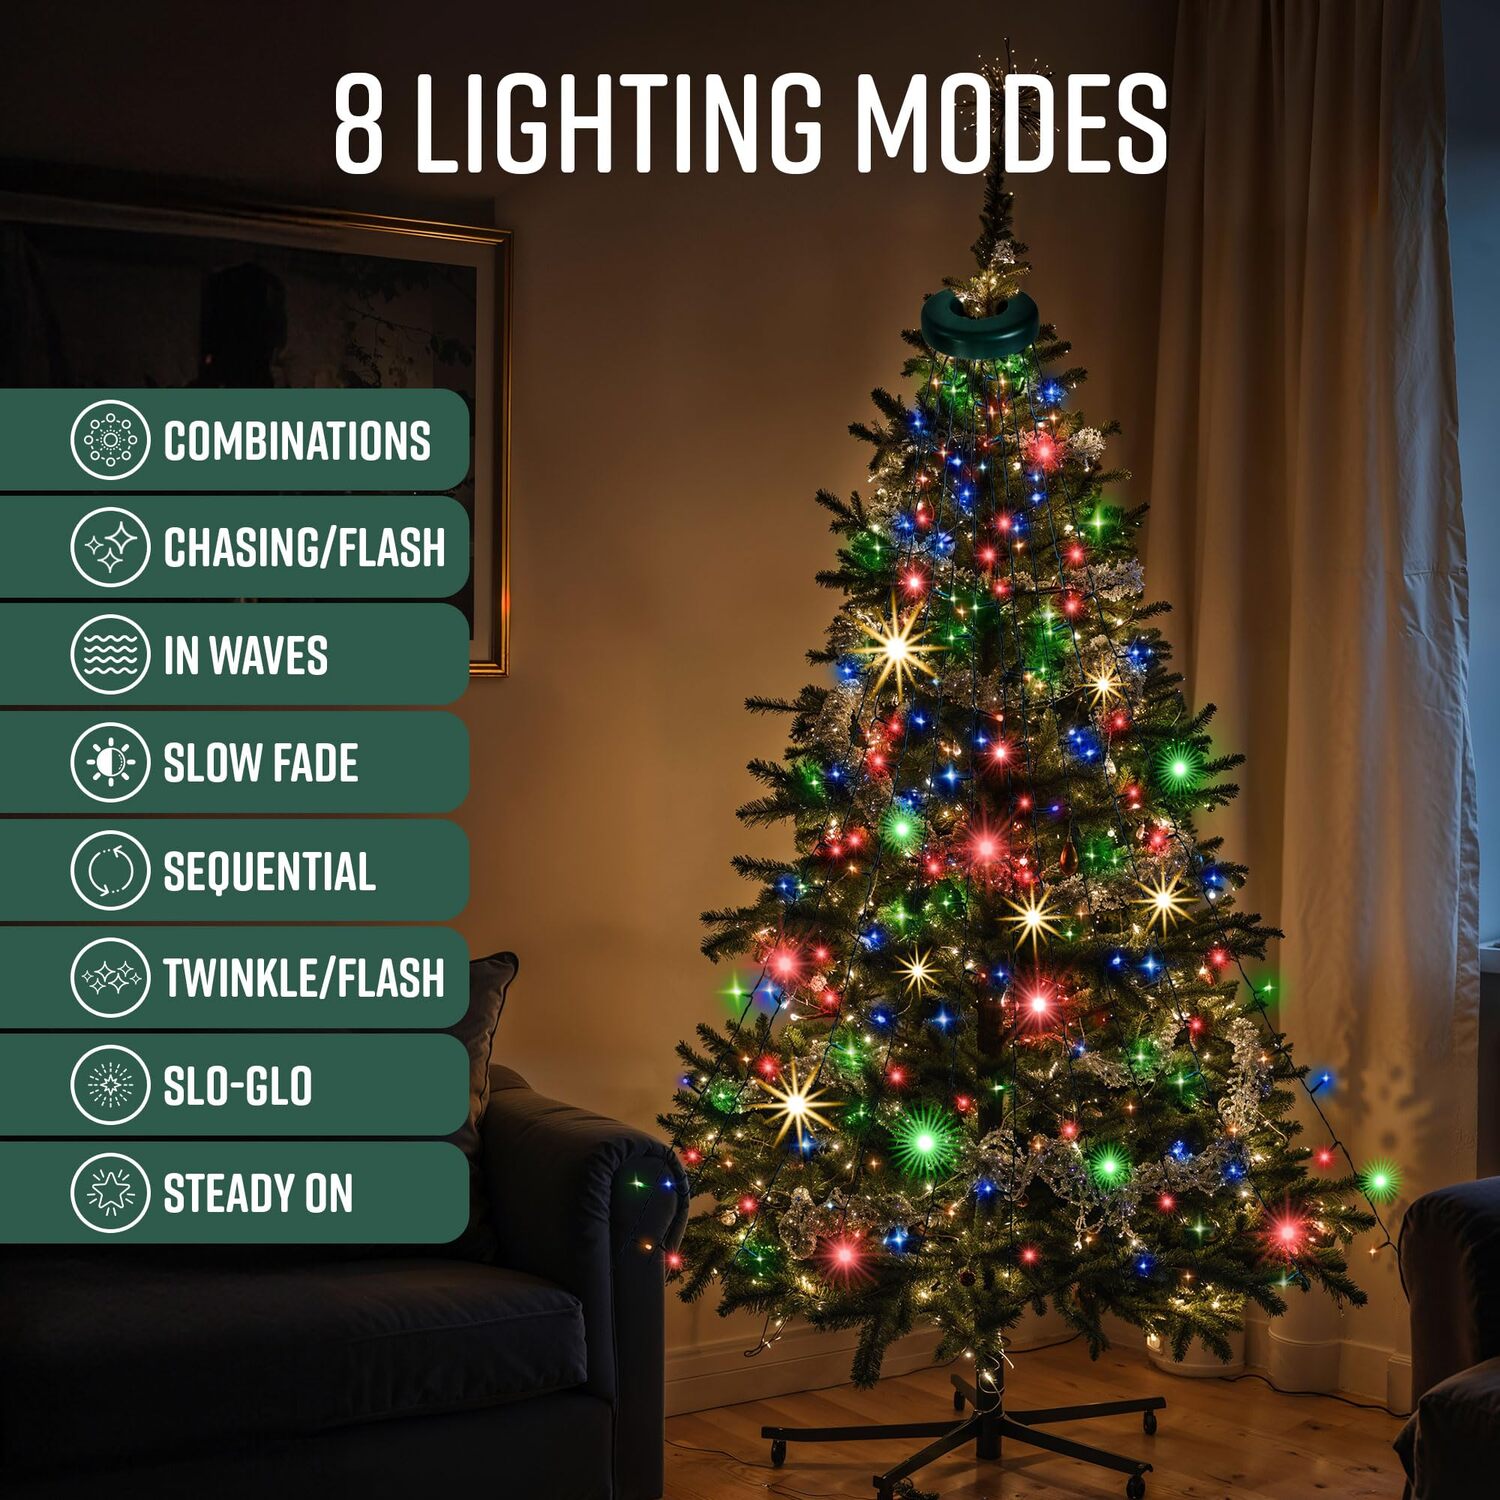 8 LIGHTING MODES
COMBINATIONS
CHASING/FLASH
IN WAVES
SLOW FADE
SEQUENTIAL
TWINKLE/FLASH
SLO-GLO
STEADY ON